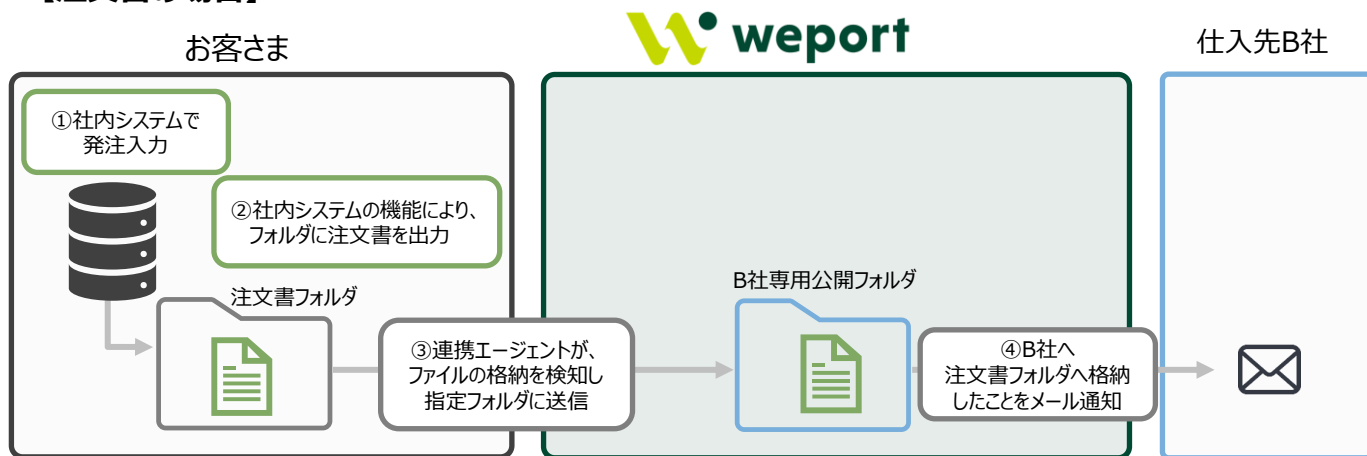 【注文書の場合】
お客さま
weport
仕入先B社
①社内システムで
発注入力
②社内システムの機能により、
フォルダに注文書を出力
注文書フォルダ
B社専用公開フォルダ
③連携エージェントが、
ファイルの格納を検知し
指定フォルダに送信
④B社へ
注文書フォルダへ格納
したことをメール通知